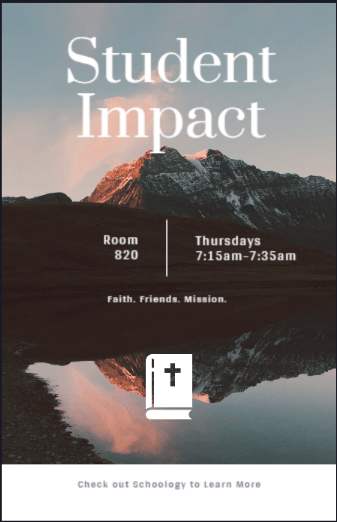 Student
Impact
Room
820
Thursdays
7:15am-7:35am
Faith. Friends. Mission.
Check out Schoology to Learn More